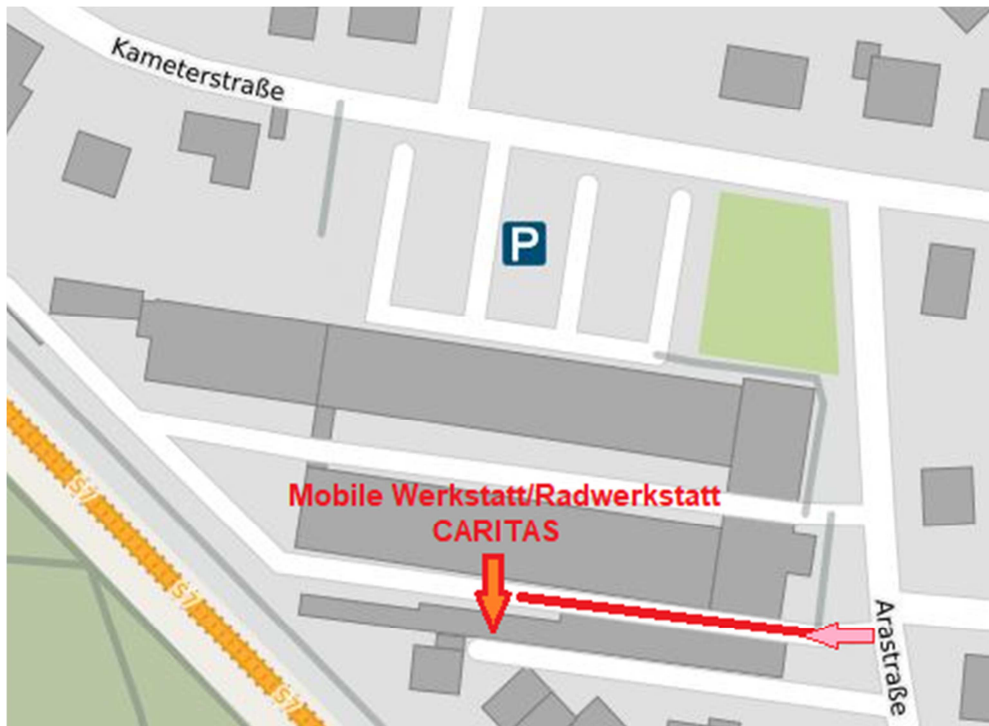 Kameterstraße
P
Mobile Werkstatt/Radwerkstatt
CARITAS
S7
S7
S7
Arastraße